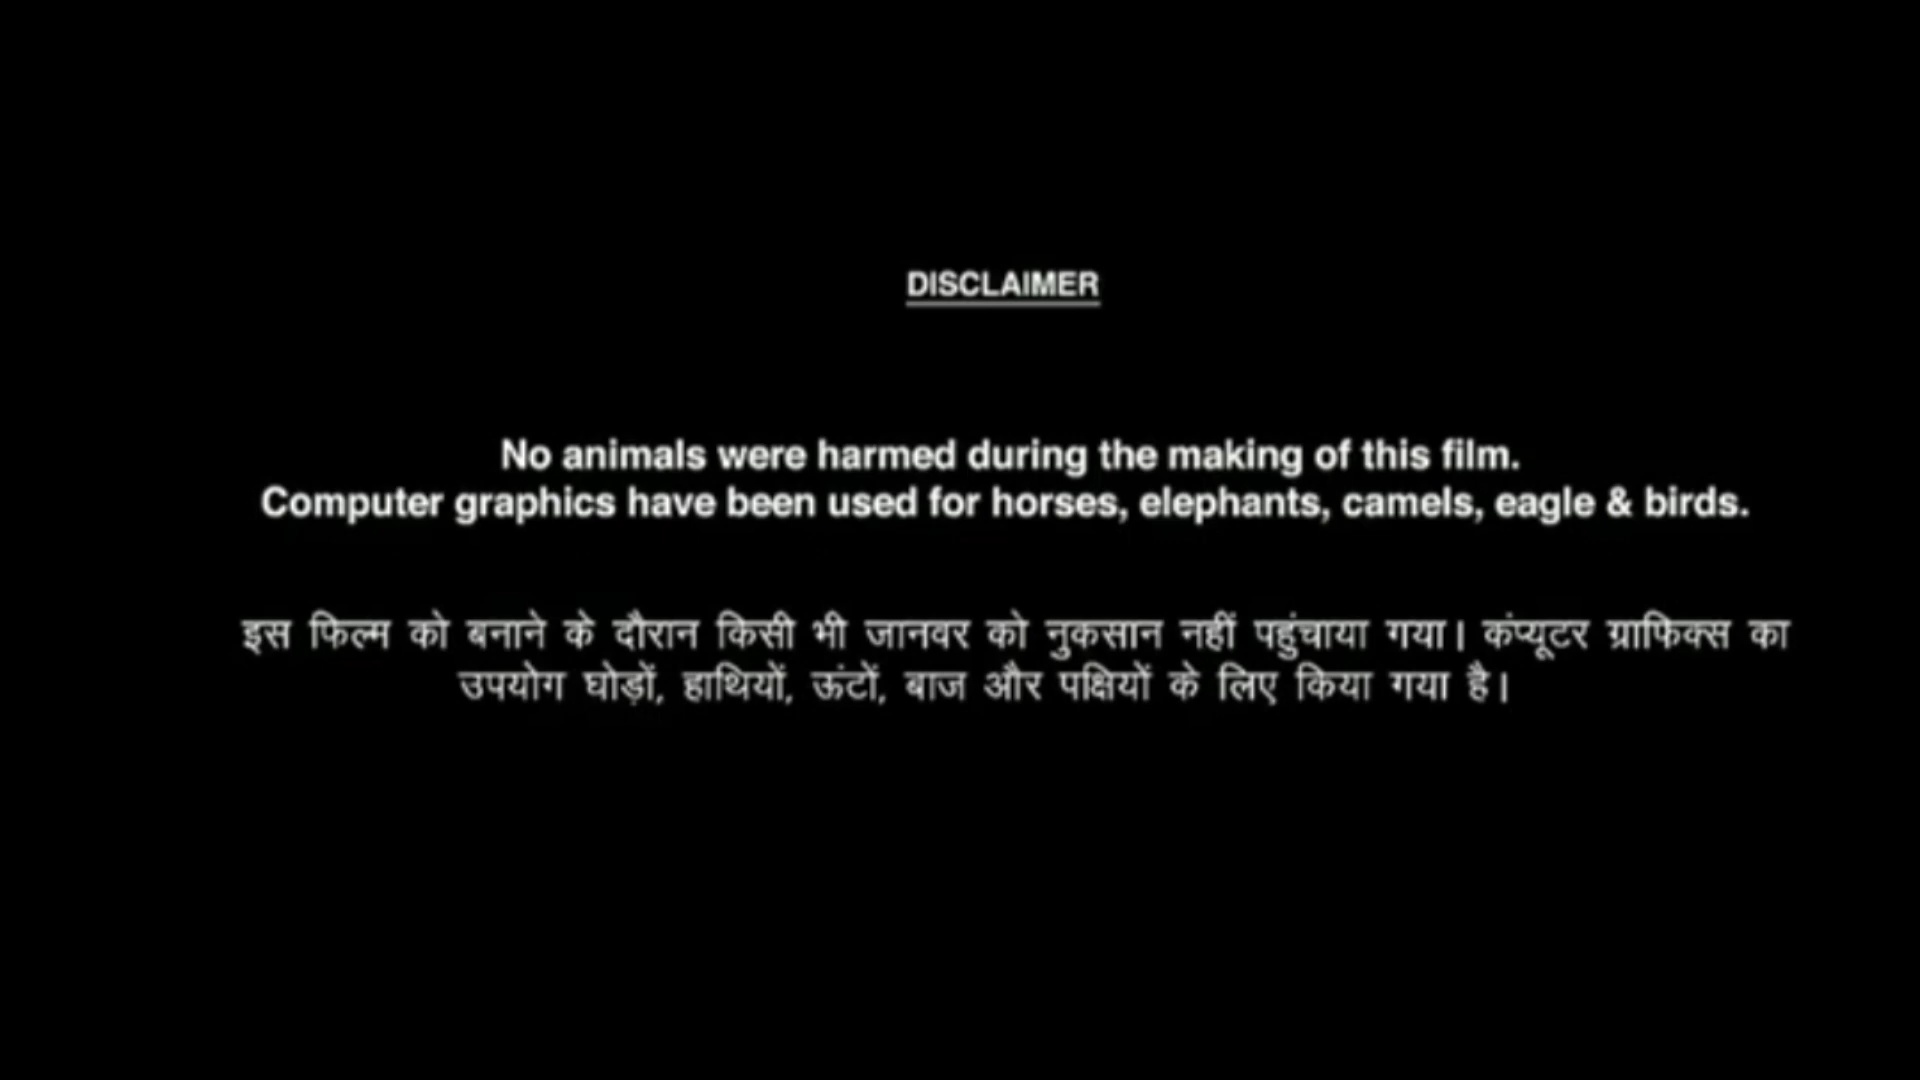 DISCLAIMER
No animals were harmed during the making of this film.
Computer graphics have been used for horses, elephants, camels, eagle & birds.
इस फिल्म को बनाने के दौरान किसी भी जानवर को नुकसान नहीं पहुंचाया गया। कंप्यूटर ग्राफिक्स का
उपयोग घोड़ों, हाथियों, ऊंटों, बाज और पक्षियों के लिए किया गया है।